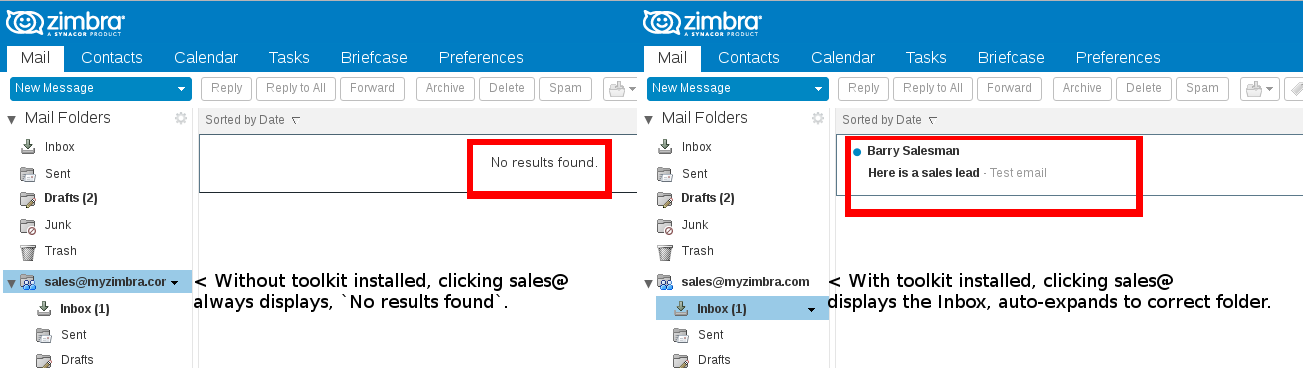 zimbra
A SYNACOR PRODUCT
Mail Contacts Calendar Tasks Briefcase Preferences
New Message Reply Reply to All Forward Archive Delete Spam
Mail Folders
Sorted by Date
Inbox
Sent
Drafts (2)
Junk
Trash
No results found.
sales@myzimbra.cor
Inbox (1)
Sent
Drafts
< Without toolkit installed, clicking sales@
always displays, `No results found`.
zimbra
A SYNACOR PRODUCT
Mail Contacts Calendar Tasks Briefcase Preferences
New Message Reply Reply to All Forward Archive Delete Spam
Mail Folders
Sorted by Date
Inbox
Sent
Drafts (2)
Junk
Trash
Barry Salesman
Here is a sales lead - Test email
sales@myzimbra.com
Inbox (1)
Sent
Drafts
< With toolkit installed, clicking sales@
displays the Inbox, auto-expands to correct folder.